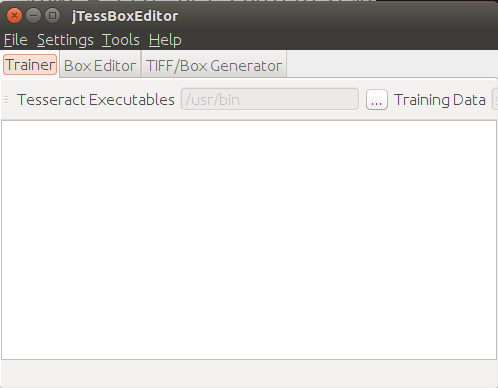 jTessBoxEditor
File Settings Tools Help
Trainer Box Editor TIFF/Box Generator
Tesseract Executables /usr/bin ... Training Data